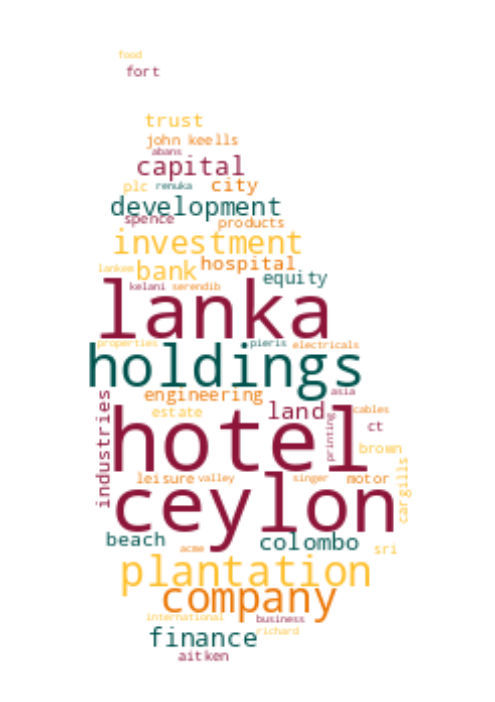 food
fort
trust
john keells
abans
capital
plc renuka city
development
spence products
investment
lankem bank hospital
equity
kelani serendib
lanka
properties pieris electricals
holdings
engineering asia
industries
estate land cables
printing
hotel ct
brown
leisure valley singer motor
cargills
ceylon
beach colombo
acme sri
plantation
company
international business
finance richard
aitken